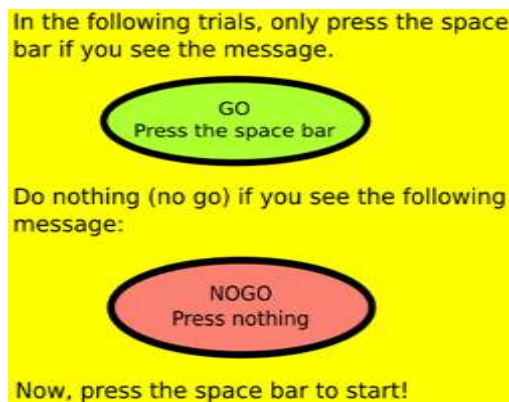 In the following trials, only press the space
bar if you see the message.
GO
Press the space bar
Do nothing (no go) if you see the following
message:
NOGO
Press nothing
Now, press the space bar to start!